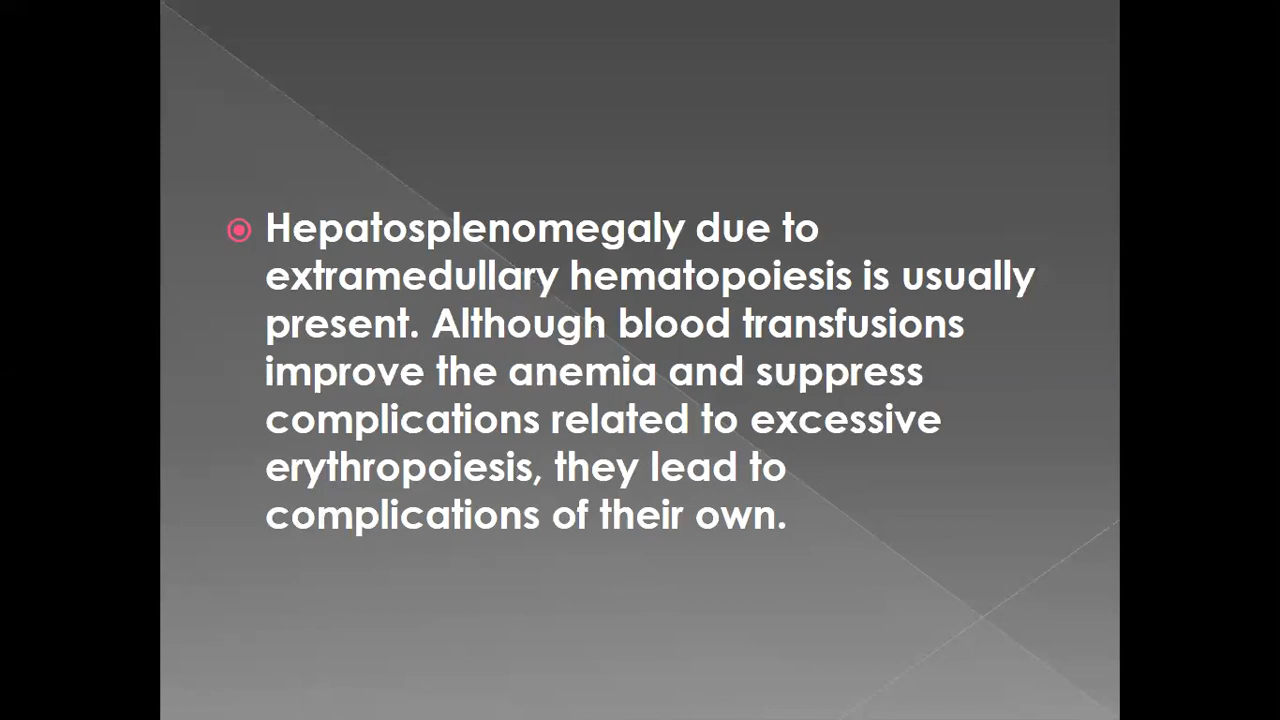 Hepatosplenomegaly due to
extramedullary hematopoiesis is usually
present. Although blood transfusions
improve the anemia and suppress
complications related to excessive
erythropoiesis, they lead to
complications of their own.